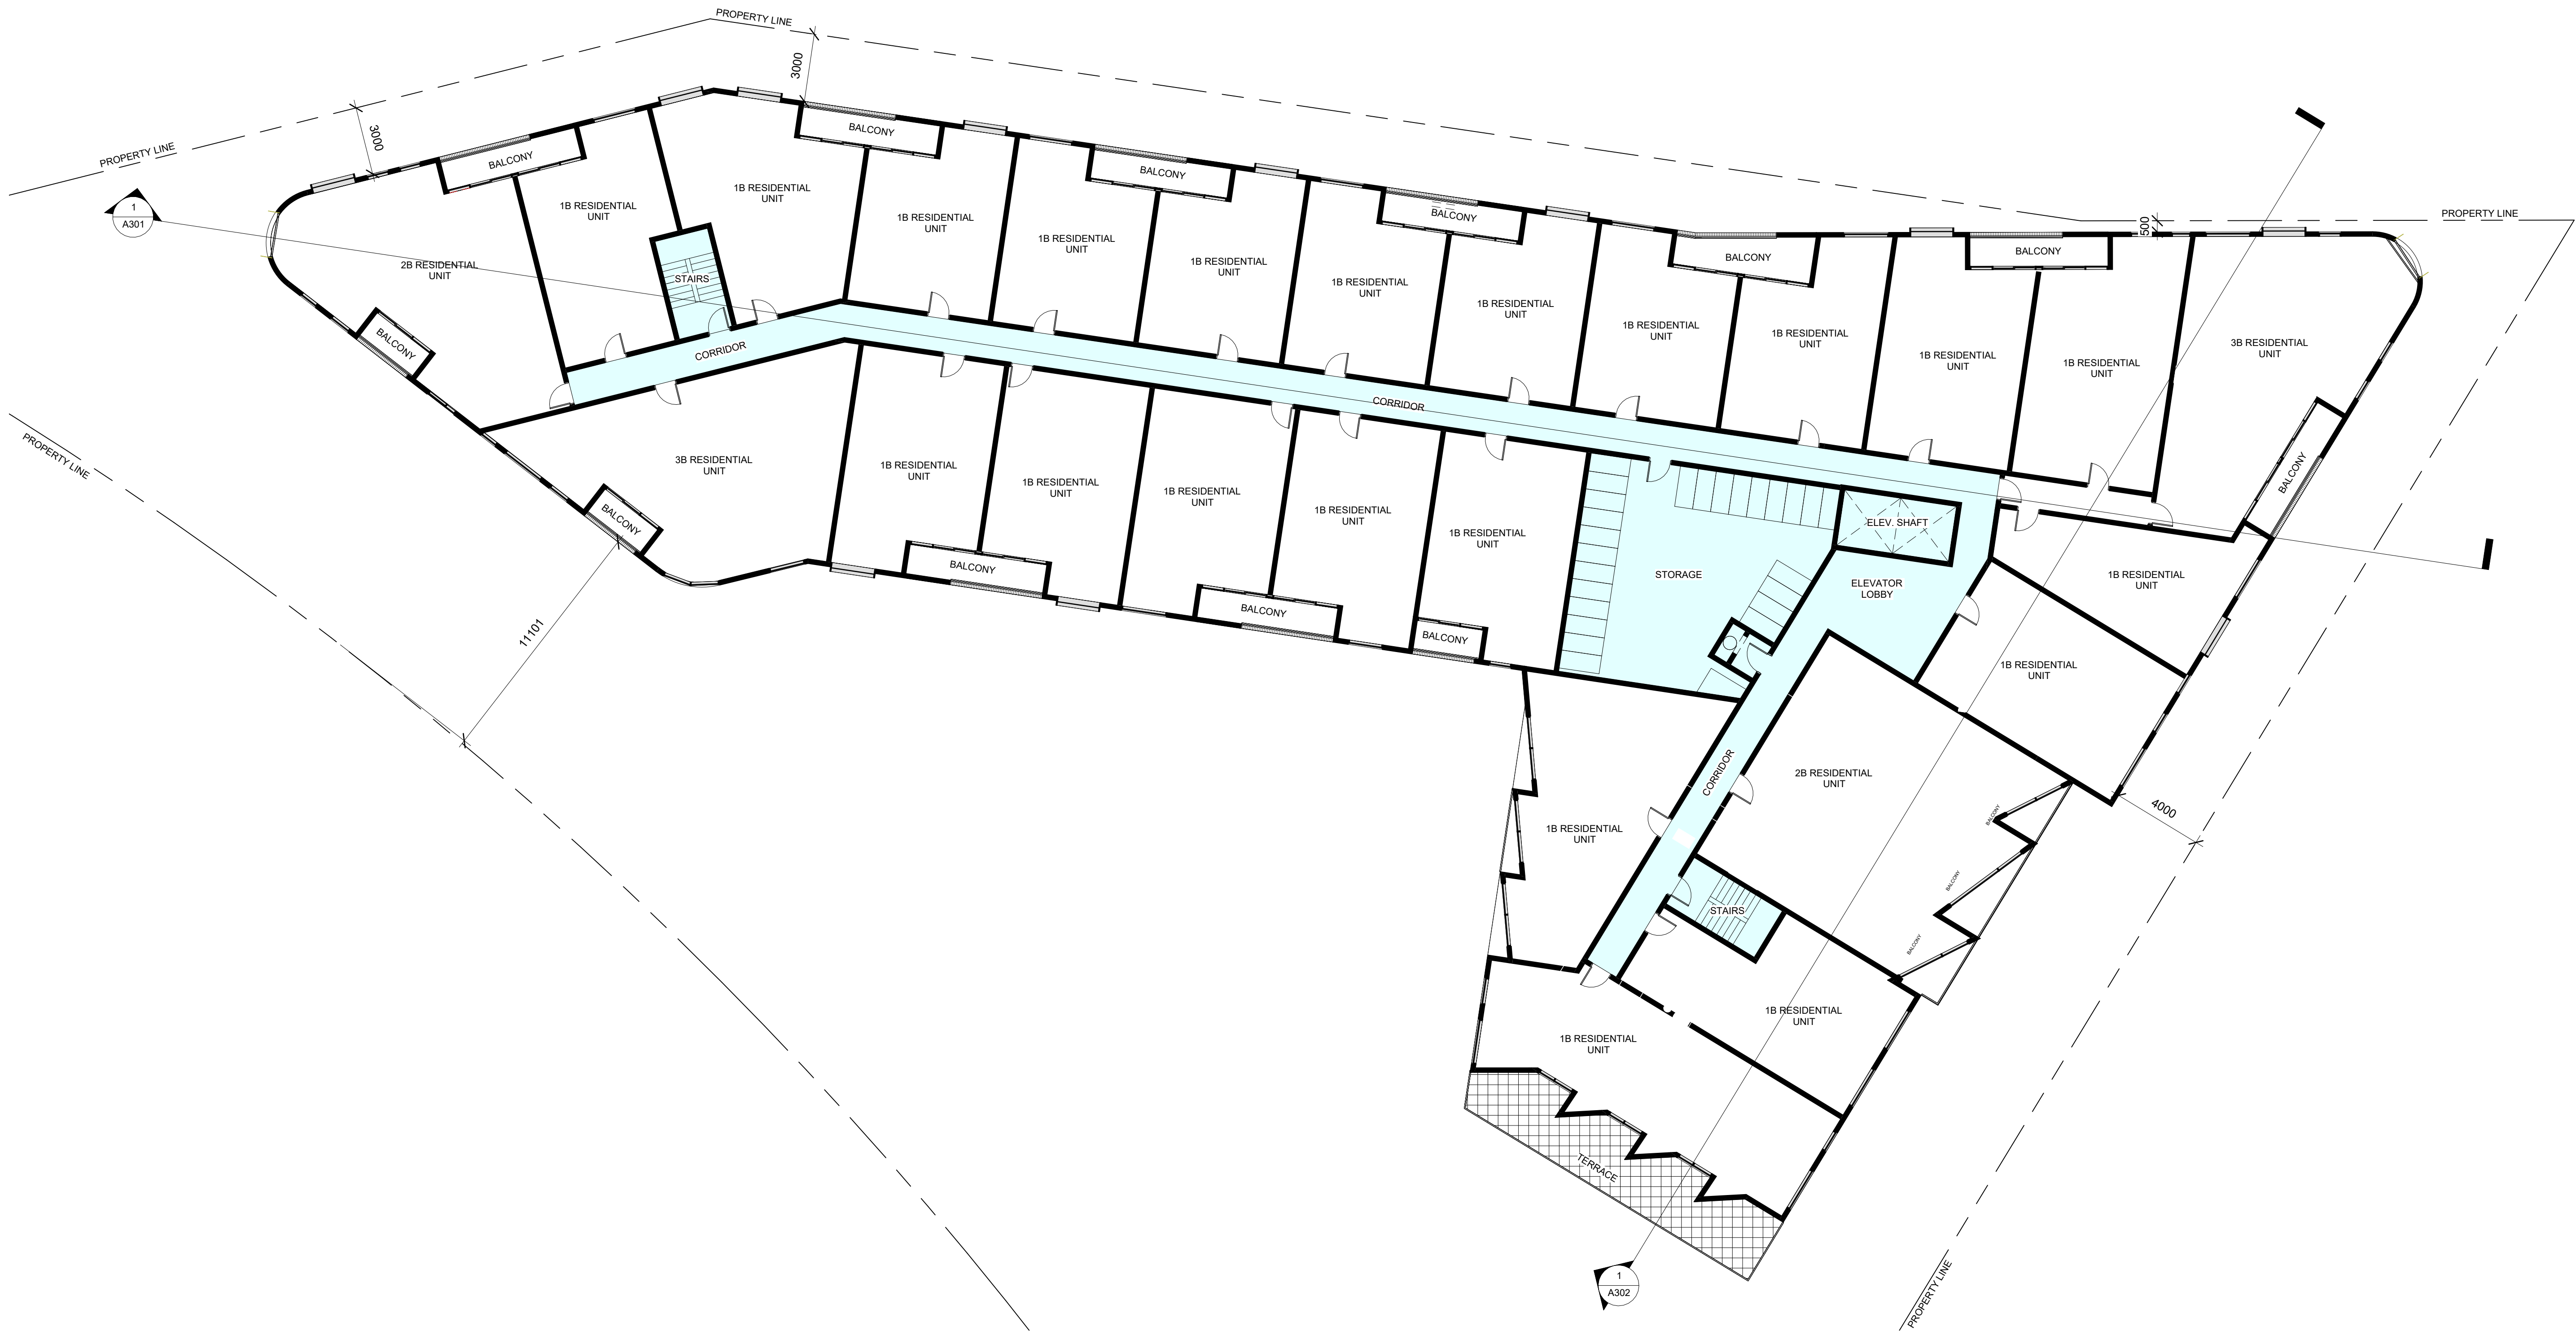 PROPERTY LINE
3000
3000
PROPERTY LINE
1
A301
BALCONY
BALCONY
BALCONY
BALCONY
BALCONY
BALCONY
500
PROPERTY LINE
1B RESIDENTIAL
UNIT
1B RESIDENTIAL
UNIT
1B RESIDENTIAL
UNIT
1B RESIDENTIAL
UNIT
1B RESIDENTIAL
UNIT
1B RESIDENTIAL
UNIT
1B RESIDENTIAL
UNIT
1B RESIDENTIAL
UNIT
1B RESIDENTIAL
UNIT
1B RESIDENTIAL
UNIT
1B RESIDENTIAL
UNIT
3B RESIDENTIAL
UNIT
2B RESIDENTIAL
UNIT
STAIRS
BALCONY
CORRIDOR
CORRIDOR
BALCONY
PROPERTY LINE
3B RESIDENTIAL
UNIT
1B RESIDENTIAL
UNIT
1B RESIDENTIAL
UNIT
1B RESIDENTIAL
UNIT
1B RESIDENTIAL
UNIT
1B RESIDENTIAL
UNIT
BALCONY
BALCONY
BALCONY
BALCONY
11101
STORAGE
ELEV. SHAFT
ELEVATOR
LOBBY
1B RESIDENTIAL
UNIT
1B RESIDENTIAL
UNIT
CORRIDOR
2B RESIDENTIAL
UNIT
BALCONY
BALCONY
BALCONY
4000
1B RESIDENTIAL
UNIT
STAIRS
1B RESIDENTIAL
UNIT
1B RESIDENTIAL
UNIT
TERRACE
1
A302
PROPERTY LINE